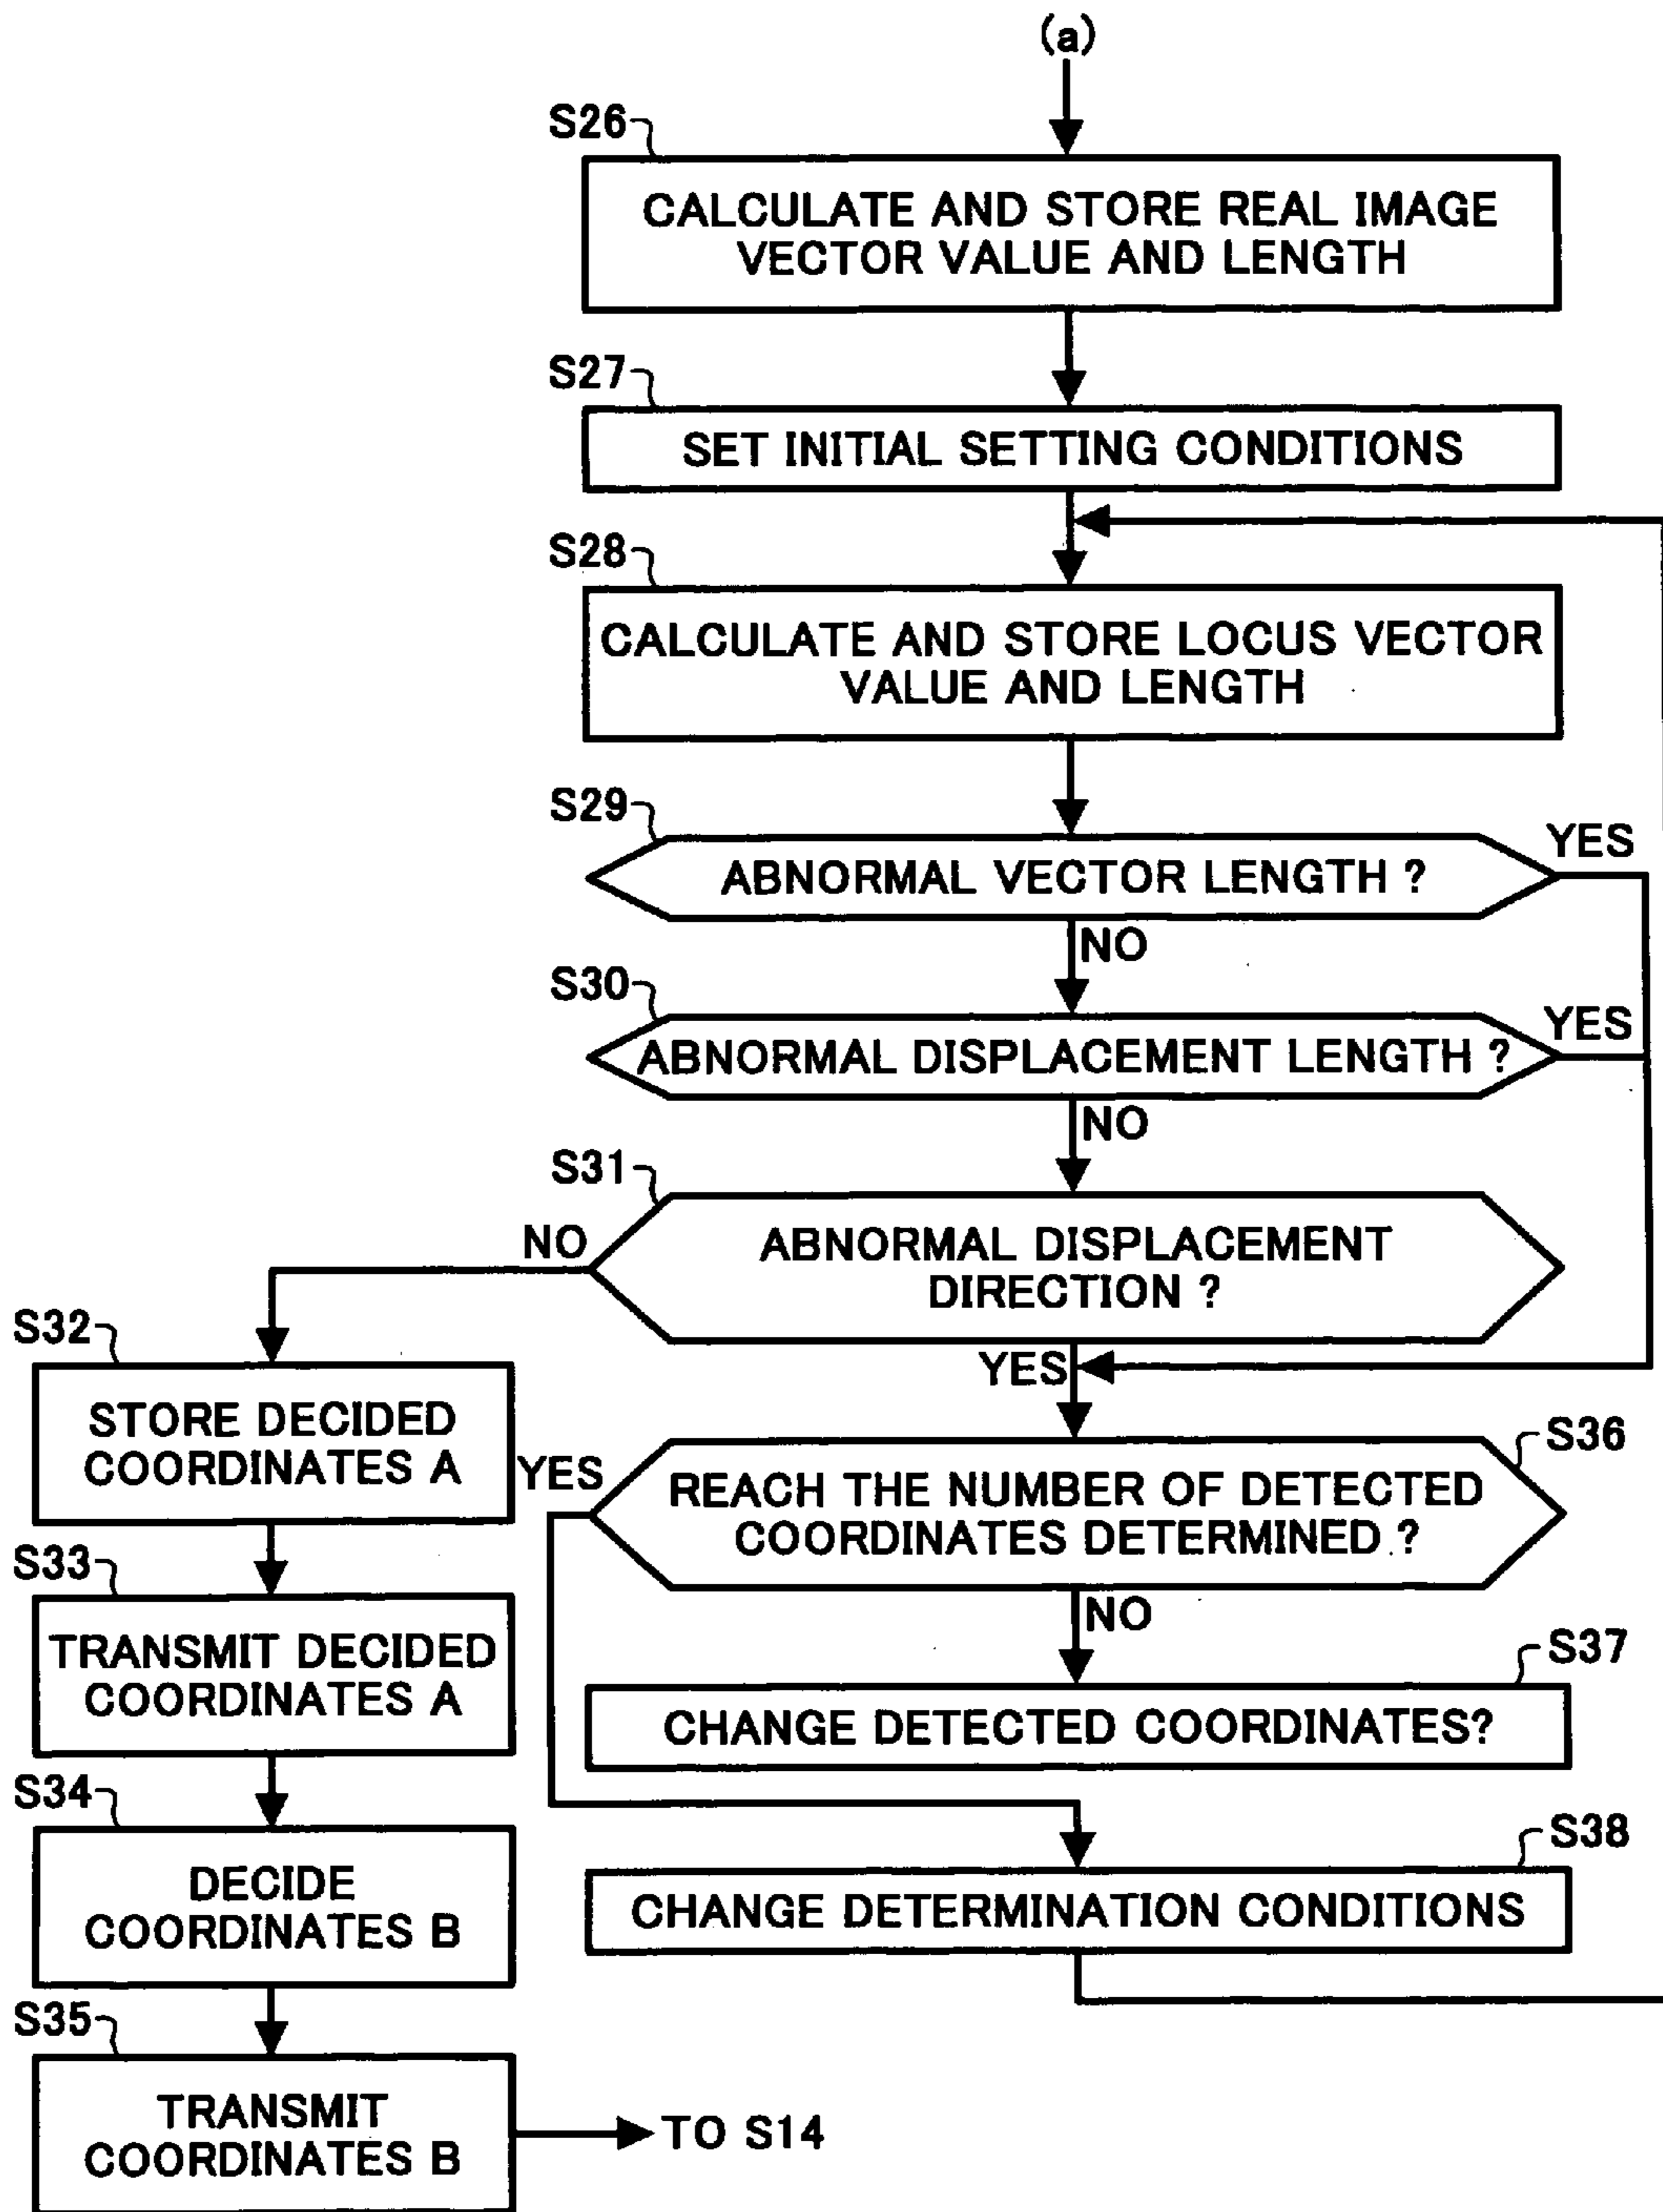 (a)
S26
CALCULATE AND STORE REAL IMAGE
VECTOR VALUE AND LENGTH
S27
SET INITIAL SETTING CONDITIONS
S28
CALCULATE AND STORE LOCUS VECTOR
VALUE AND LENGTH
S29
ABNORMAL VECTOR LENGTH ?
YES
NO
S30
ABNORMAL DISPLACEMENT LENGTH ?
YES
NO
S31
ABNORMAL DISPLACEMENT
DIRECTION ?
NO
YES
S32
STORE DECIDED
COORDINATES A
S33
TRANSMIT DECIDED
COORDINATES A
S34
DECIDE
COORDINATES B
S35
TRANSMIT
COORDINATES B
TO S14
S36
REACH THE NUMBER OF DETECTED
COORDINATES DETERMINED ?
YES
NO
S37
CHANGE DETECTED COORDINATES?
S38
CHANGE DETERMINATION CONDITIONS